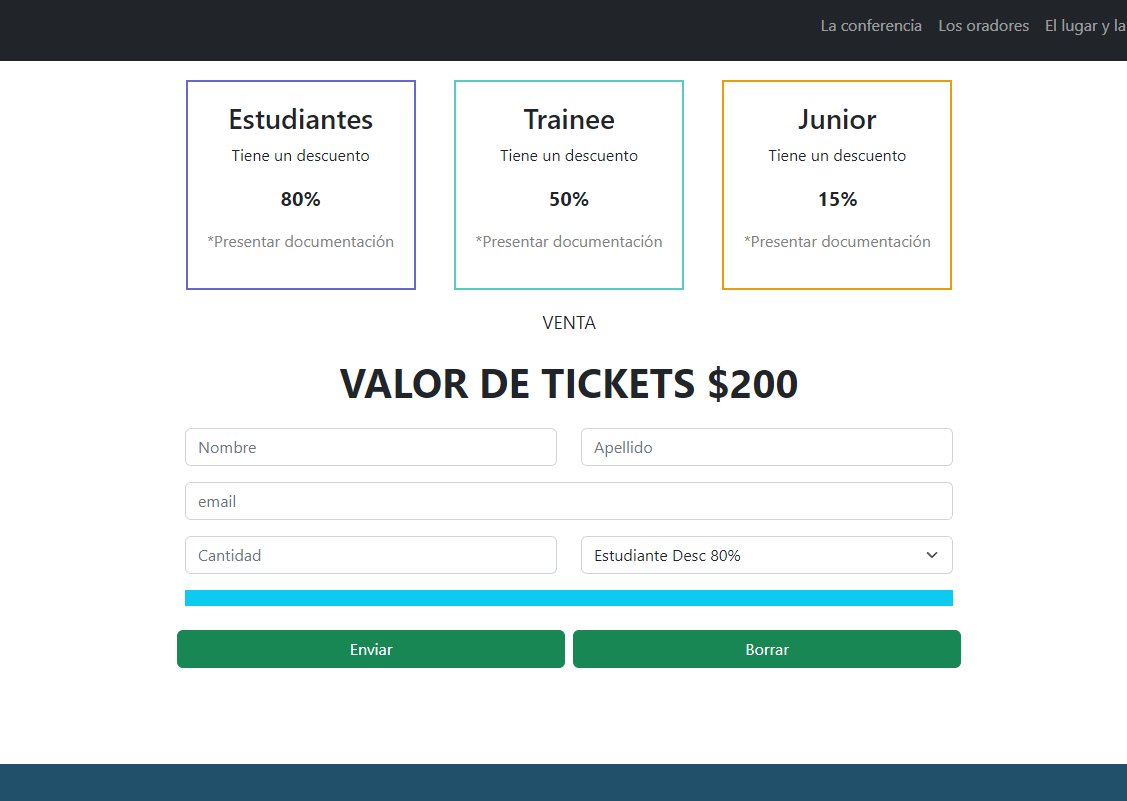 La conferencia Los oradores El lugar y la
Estudiantes
Tiene un descuento
80%
*Presentar documentación
Trainee
Tiene un descuento
50%
*Presentar documentación
Junior
Tiene un descuento
15%
*Presentar documentación
VENTA
VALOR DE TICKETS $200
Nombre Apellido
email
Cantidad Estudiante Desc 80%
Enviar Borrar